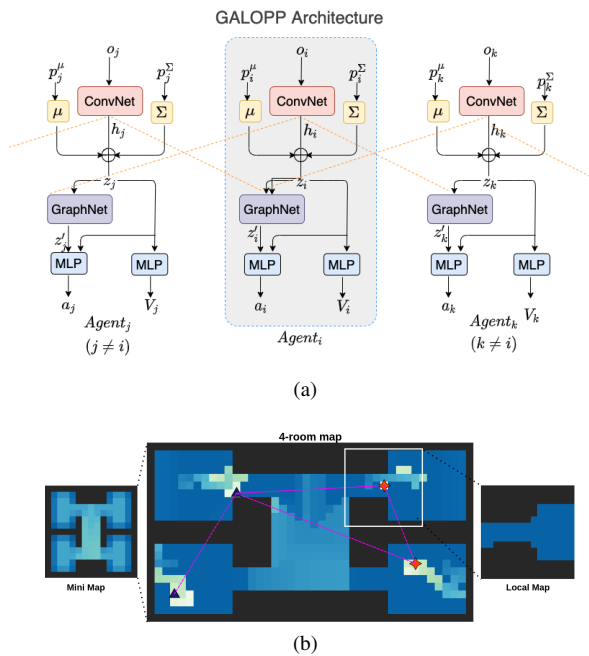 GALOPP Architecture
o_j o_i o_k
p_j^μ p_j^Σ p_i^μ p_i^Σ p_k^μ p_k^Σ
μ ConvNet Σ μ ConvNet Σ μ ConvNet Σ
h_j h_i h_k
z_j z_i z_k
GraphNet GraphNet GraphNet
z'_j z'_i z'_k
MLP MLP MLP MLP MLP MLP
a_j V_j a_i V_i a_k V_k
Agent_j Agent_i Agent_k
(j ≠ i) (k ≠ i)
(a)
4-room map
Mini Map Local Map
(b)